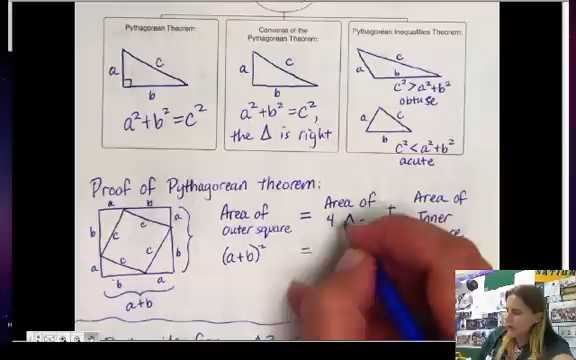 Pythagorean Theorem:
a
c
b
a² + b² = c²
Converse of the
Pythagorean Theorem:
a
c
b
a² + b² = c²,
the Δ is right
Pythagorean Inequalities Theorem:
a
c
b
c² > a² + b²
obtuse
a
c
b
c² < a² + b²
acute
Proof of Pythagorean theorem:
a b
b a
c c
c c
a b
b a
a+b
Area of
outer square
=
Area of
4 Δs
+
Area of
Inner
(a+b)²
=
NATION